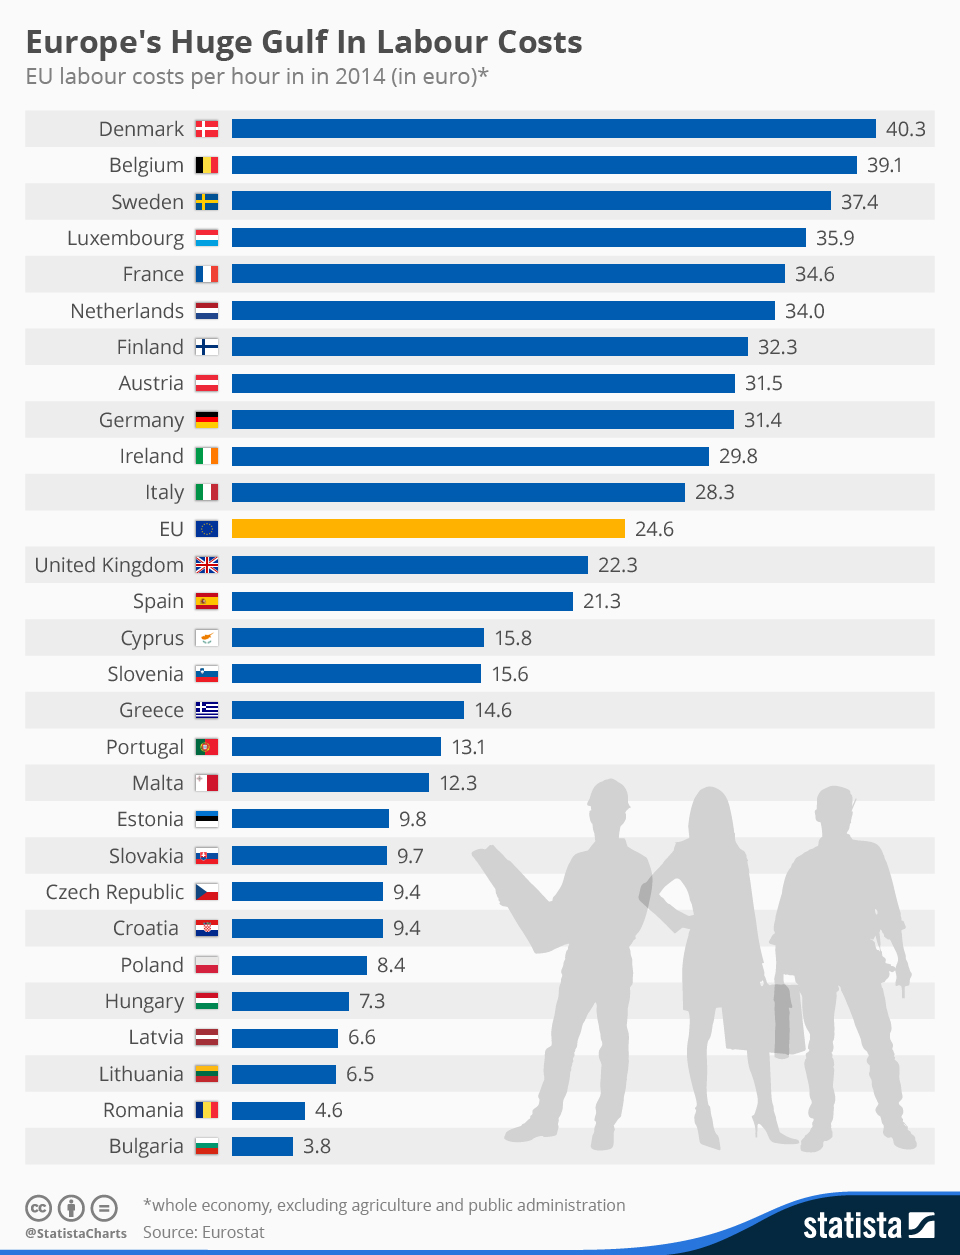 Europe's Huge Gulf In Labour Costs
EU labour costs per hour in in 2014 (in euro)*
Denmark 40.3
Belgium 39.1
Sweden 37.4
Luxembourg 35.9
France 34.6
Netherlands 34.0
Finland 32.3
Austria 31.5
Germany 31.4
Ireland 29.8
Italy 28.3
EU 24.6
United Kingdom 22.3
Spain 21.3
Cyprus 15.8
Slovenia 15.6
Greece 14.6
Portugal 13.1
Malta 12.3
Estonia 9.8
Slovakia 9.7
Czech Republic 9.4
Croatia 9.4
Poland 8.4
Hungary 7.3
Latvia 6.6
Lithuania 6.5
Romania 4.6
Bulgaria 3.8
cc
*whole economy, excluding agriculture and public administration
@StatistaCharts Source: Eurostat
statista